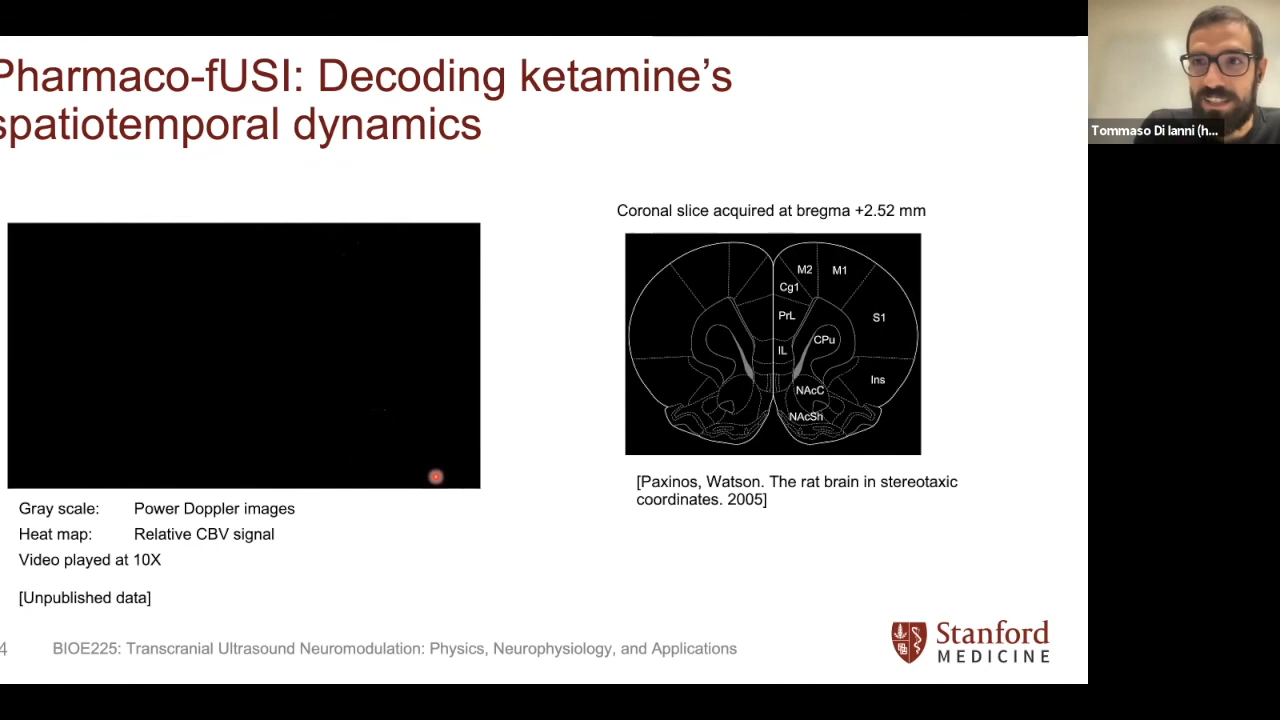 Pharmaco-fUSI: Decoding ketamine’s
spatiotemporal dynamics
Tommaso Di Ianni (h...
Coronal slice acquired at bregma +2.52 mm
M2
M1
Cg1
PrL
S1
CPu
IL
Ins
NAcC
NAcSh
[Paxinos, Watson. The rat brain in stereotaxic
coordinates. 2005]
Gray scale: Power Doppler images
Heat map: Relative CBV signal
Video played at 10X
[Unpublished data]
4 BIOE225: Transcranial Ultrasound Neuromodulation: Physics, Neurophysiology, and Applications
Stanford
MEDICINE